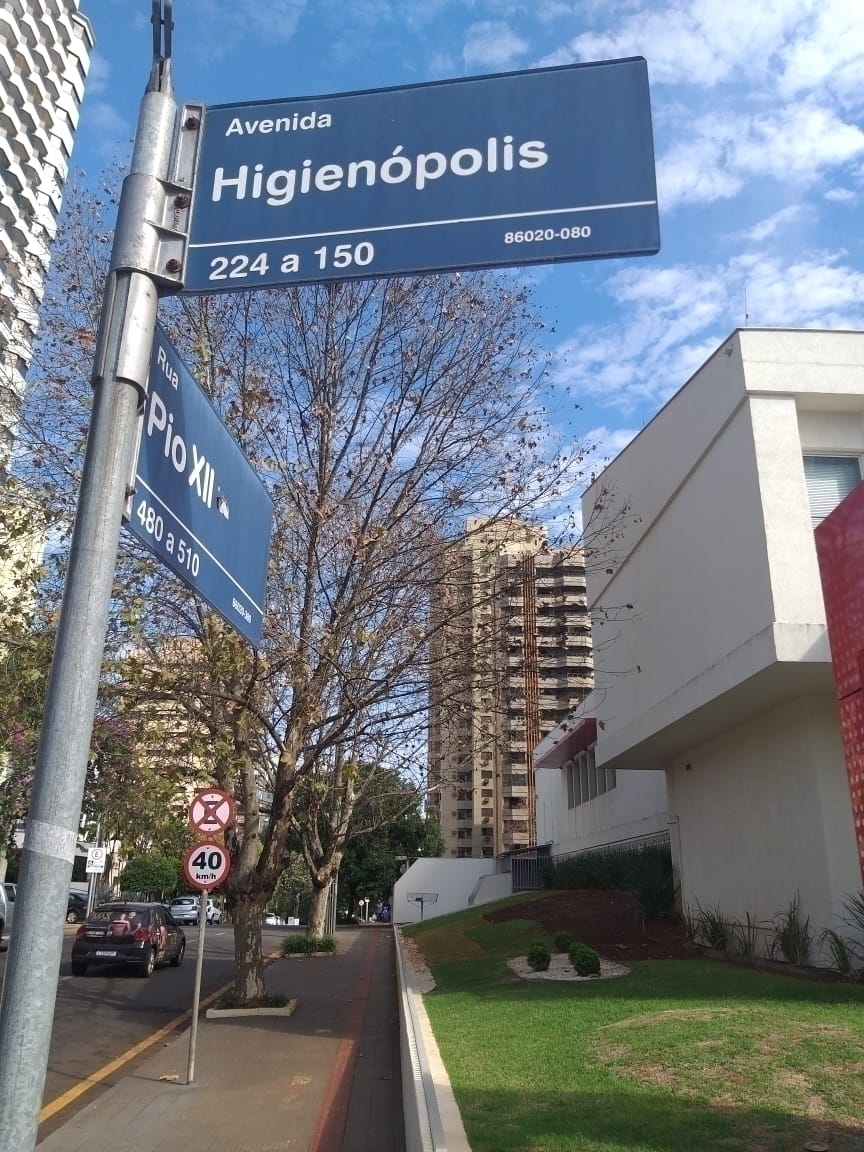 Avenida
Higienópolis
224 a 150
86020-080
Rua
Pio XII
480 a 510
40
km/h
E